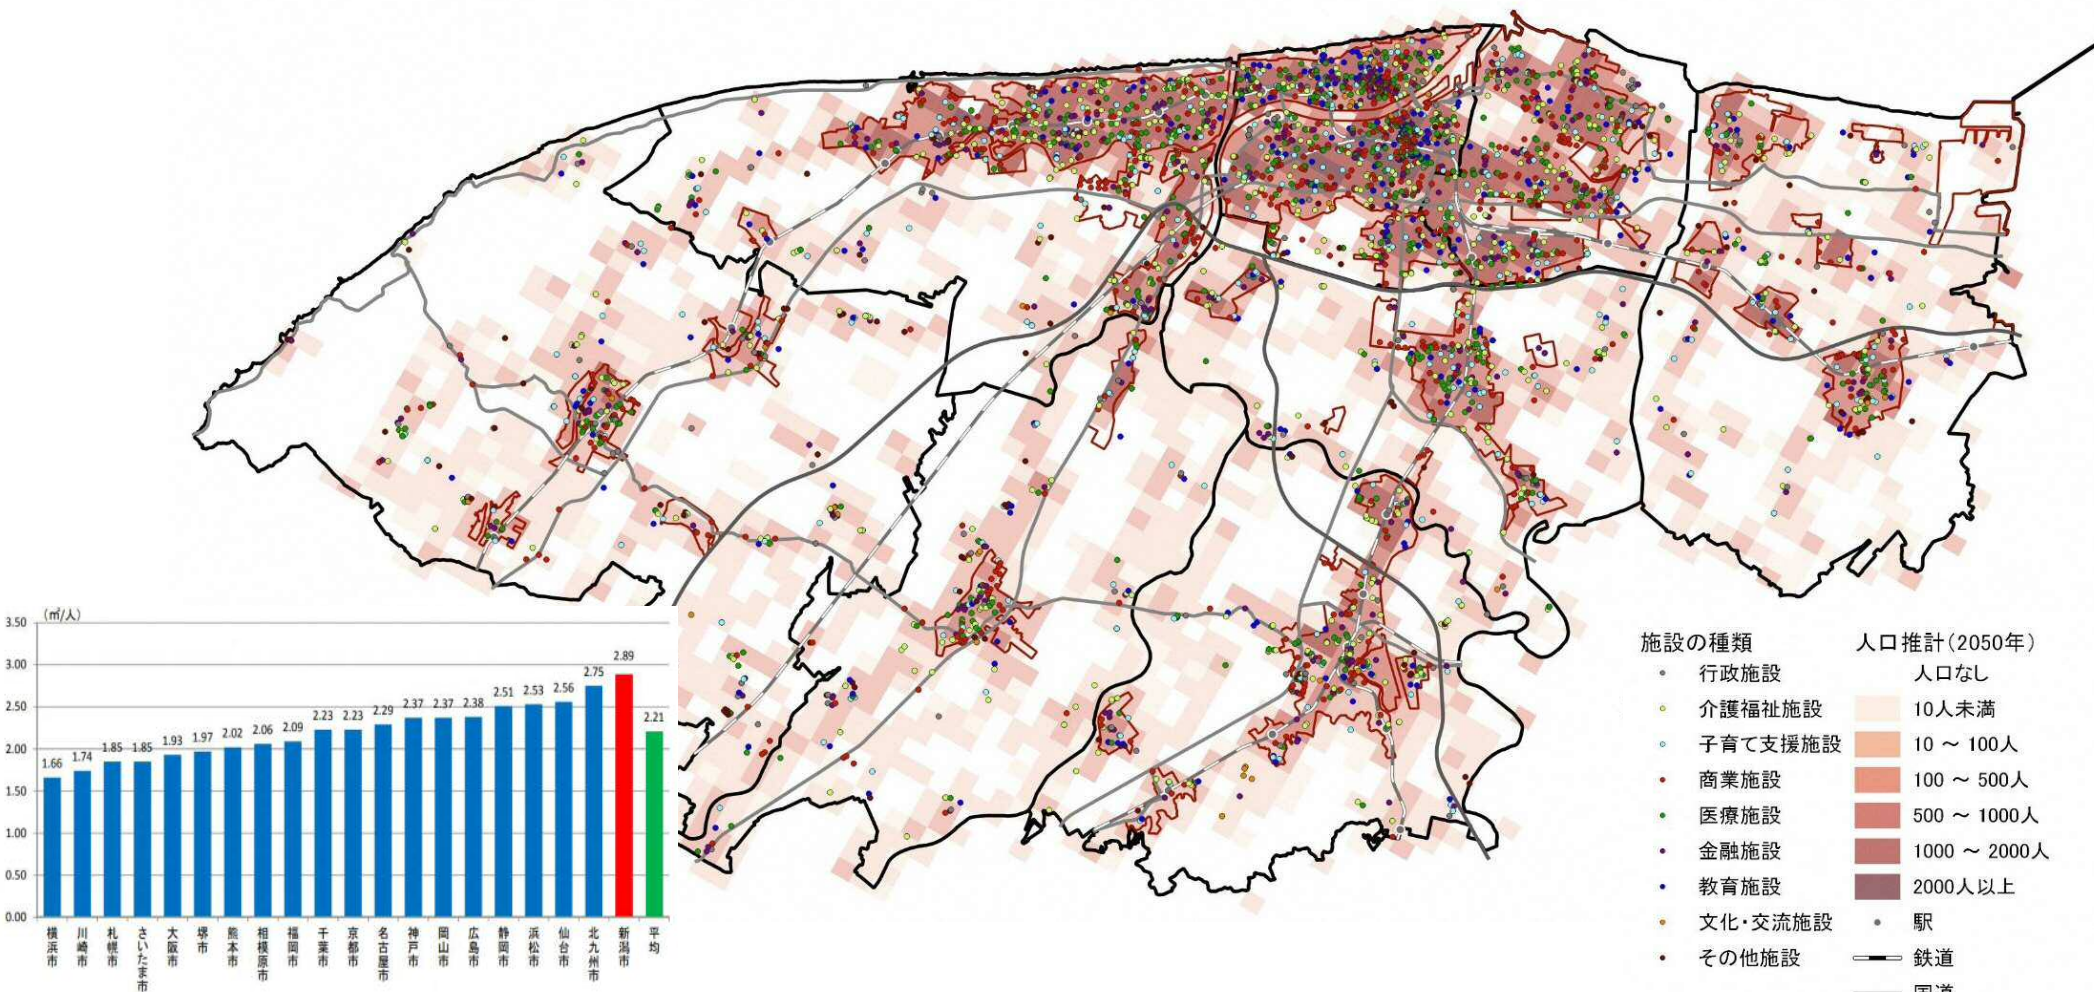 (㎡/人)
3.50
3.00
2.50
2.00
1.50
1.00
0.50
0.00
1.66
1.74
1.85
1.85
1.93
1.97
2.02
2.06
2.09
2.23
2.23
2.29
2.37
2.37
2.38
2.51
2.53
2.56
2.75
2.89
2.21
横浜市
川崎市
札幌市
さいたま市
大阪市
堺市
熊本市
相模原市
福岡市
千葉市
京都市
名古屋市
神戸市
岡山市
広島市
静岡市
浜松市
仙台市
北九州市
新潟市
平均
施設の種類
行政施設
介護福祉施設
子育て支援施設
商業施設
医療施設
金融施設
教育施設
文化・交流施設
その他施設
人口推計(2050年)
人口なし
10人未満
10 ～ 100人
100 ～ 500人
500 ～ 1000人
1000 ～ 2000人
2000人以上
駅
鉄道
国道